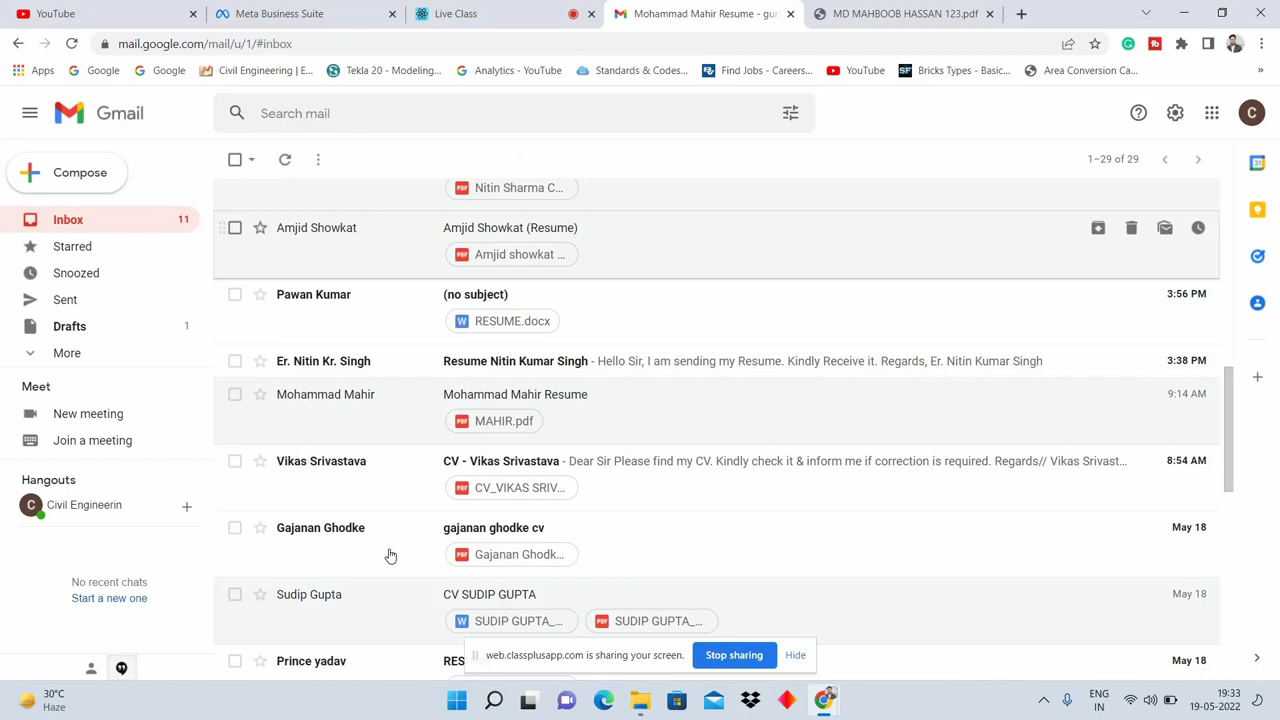 YouTube
Meta Business Suite
Live Class
Mohammad Mahir Resume - gur
MD MAHBOOB HASSAN 123.pdf
mail.google.com/mail/u/1/#inbox
Apps
Google
Google
Civil Engineering | E...
Tekla 20 - Modeling...
Analytics - YouTube
Standards & Codes...
Find Jobs - Careers...
YouTube
Bricks Types - Basic...
Area Conversion Ca...
»
Gmail
Search mail
C
Compose
1–29 of 29
Nitin Sharma C...
Inbox 11
Starred
Snoozed
Sent
Drafts 1
More
Meet
New meeting
Join a meeting
Hangouts
C Civil Engineerin
No recent chats
Start a new one
Amjid Showkat Amjid Showkat (Resume)
PDF Amjid showkat ...
Pawan Kumar (no subject) 3:56 PM
W RESUME.docx
Er. Nitin Kr. Singh Resume Nitin Kumar Singh - Hello Sir, I am sending my Resume. Kindly Receive it. Regards, Er. Nitin Kumar Singh 3:38 PM
Mohammad Mahir Mohammad Mahir Resume 9:14 AM
PDF MAHIR.pdf
Vikas Srivastava CV - Vikas Srivastava - Dear Sir Please find my CV. Kindly check it & inform me if correction is required. Regards// Vikas Srivast... 8:54 AM
PDF CV_VIKAS SRIV...
Gajanan Ghodke gajanan ghodke cv May 18
PDF Gajanan Ghodk...
Sudip Gupta CV SUDIP GUPTA May 18
W SUDIP GUPTA_... PDF SUDIP GUPTA_...
Prince yadav RES May 18
web.classplusapp.com is sharing your screen. Stop sharing Hide
30°C
Haze
ENG
IN
19:33
19-05-2022